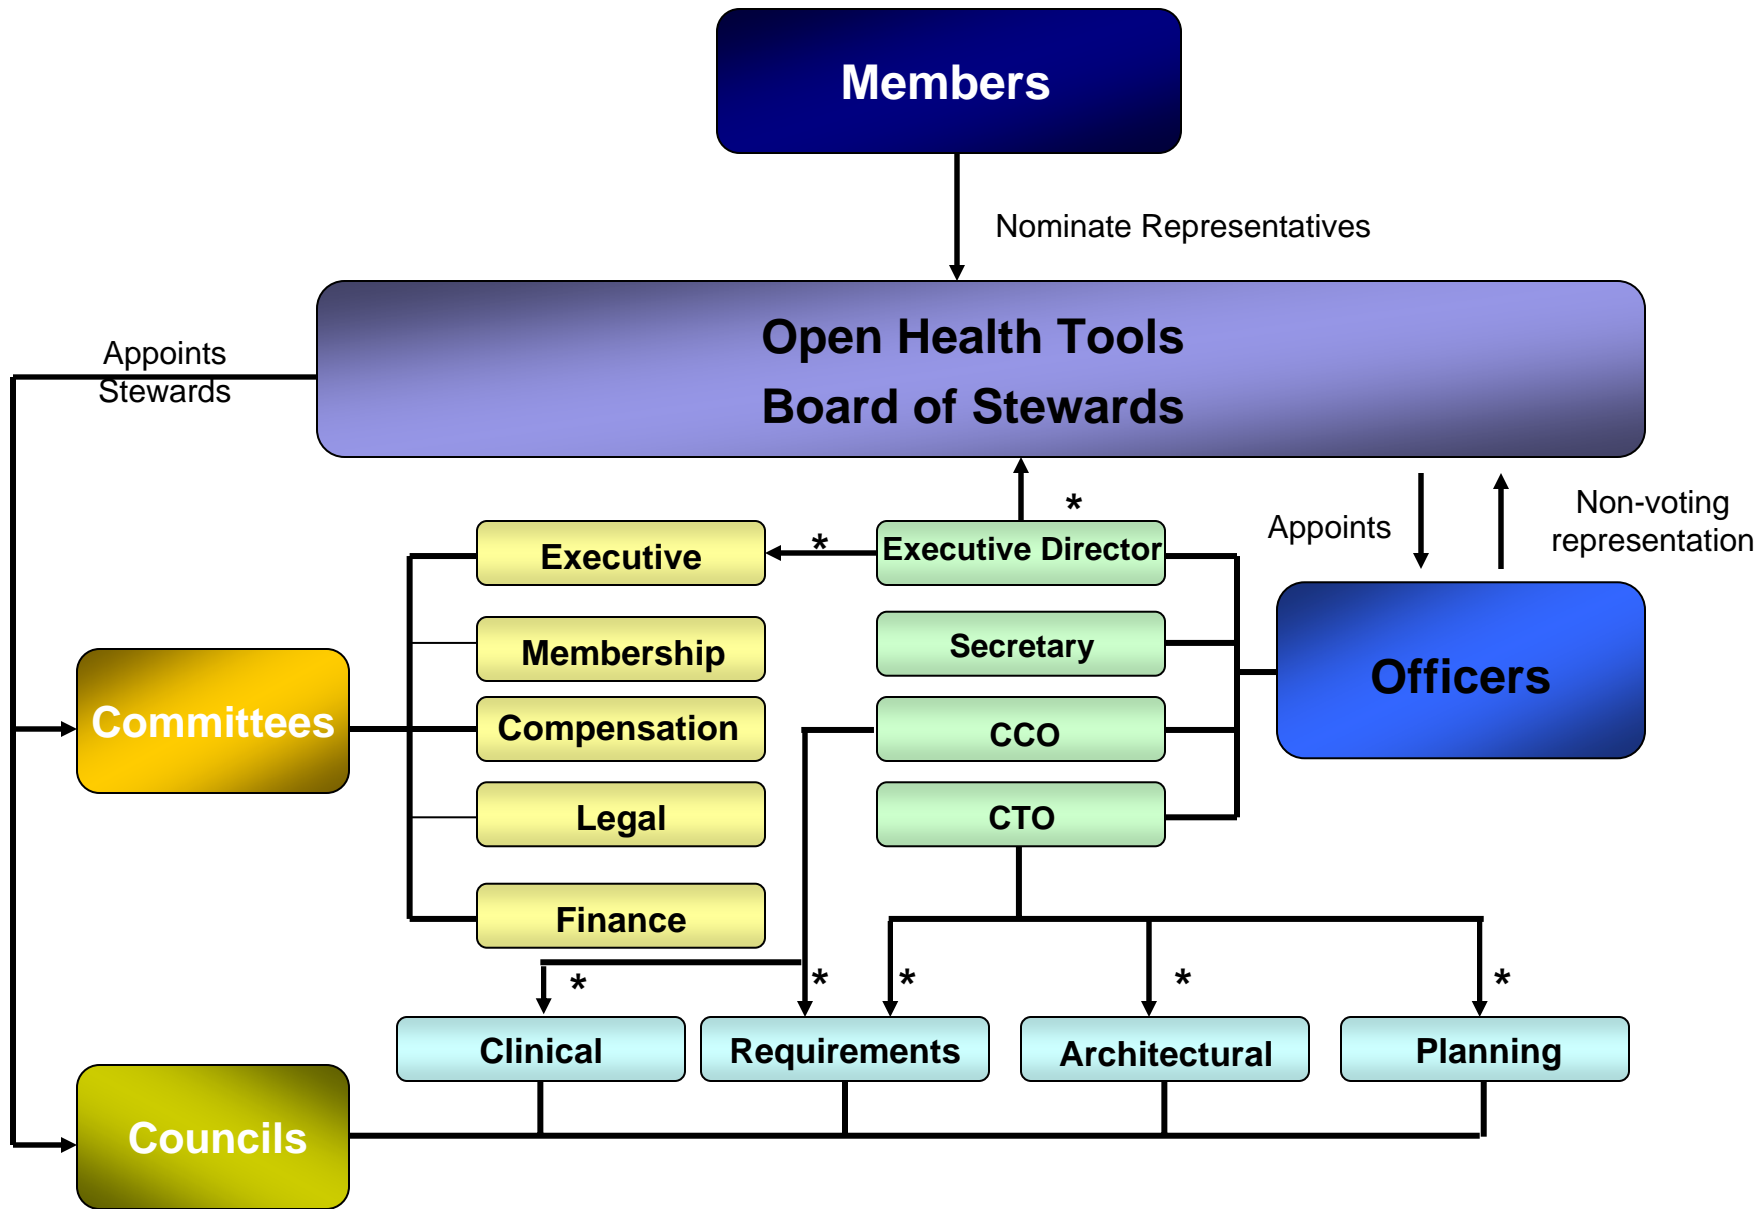 Members
Nominate Representatives
Open Health Tools
Board of Stewards
Appoints
Stewards
*
Appoints
Non-voting
representation
Executive
*
Executive Director
Membership
Secretary
Officers
Committees
Compensation
CCO
Legal
CTO
Finance
*
*
*
*
*
Clinical
Requirements
Architectural
Planning
Councils